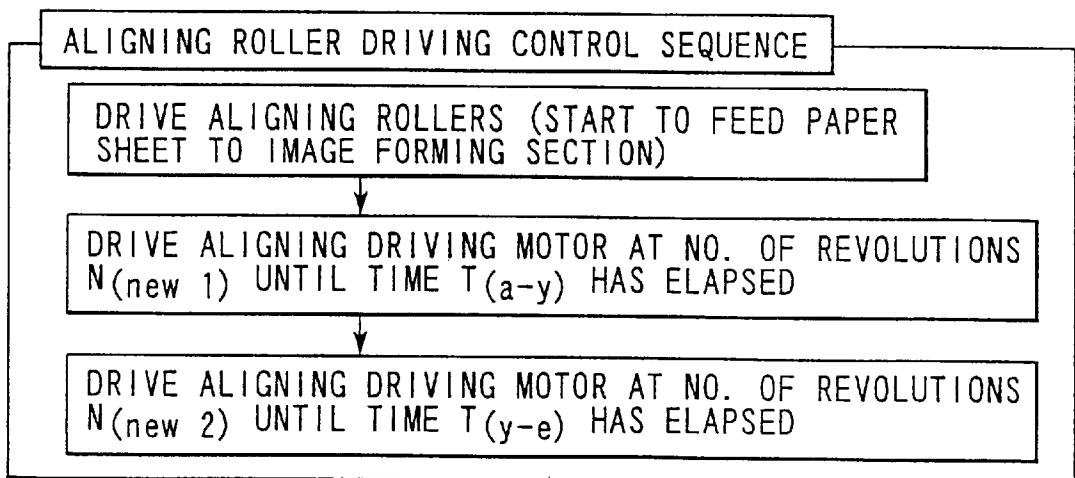 ALIGNING ROLLER DRIVING CONTROL SEQUENCE
DRIVE ALIGNING ROLLERS (START TO FEED PAPER
SHEET TO IMAGE FORMING SECTION)
DRIVE ALIGNING DRIVING MOTOR AT NO. OF REVOLUTIONS
N(new 1) UNTIL TIME T(a-y) HAS ELAPSED
DRIVE ALIGNING DRIVING MOTOR AT NO. OF REVOLUTIONS
N(new 2) UNTIL TIME T(y-e) HAS ELAPSED